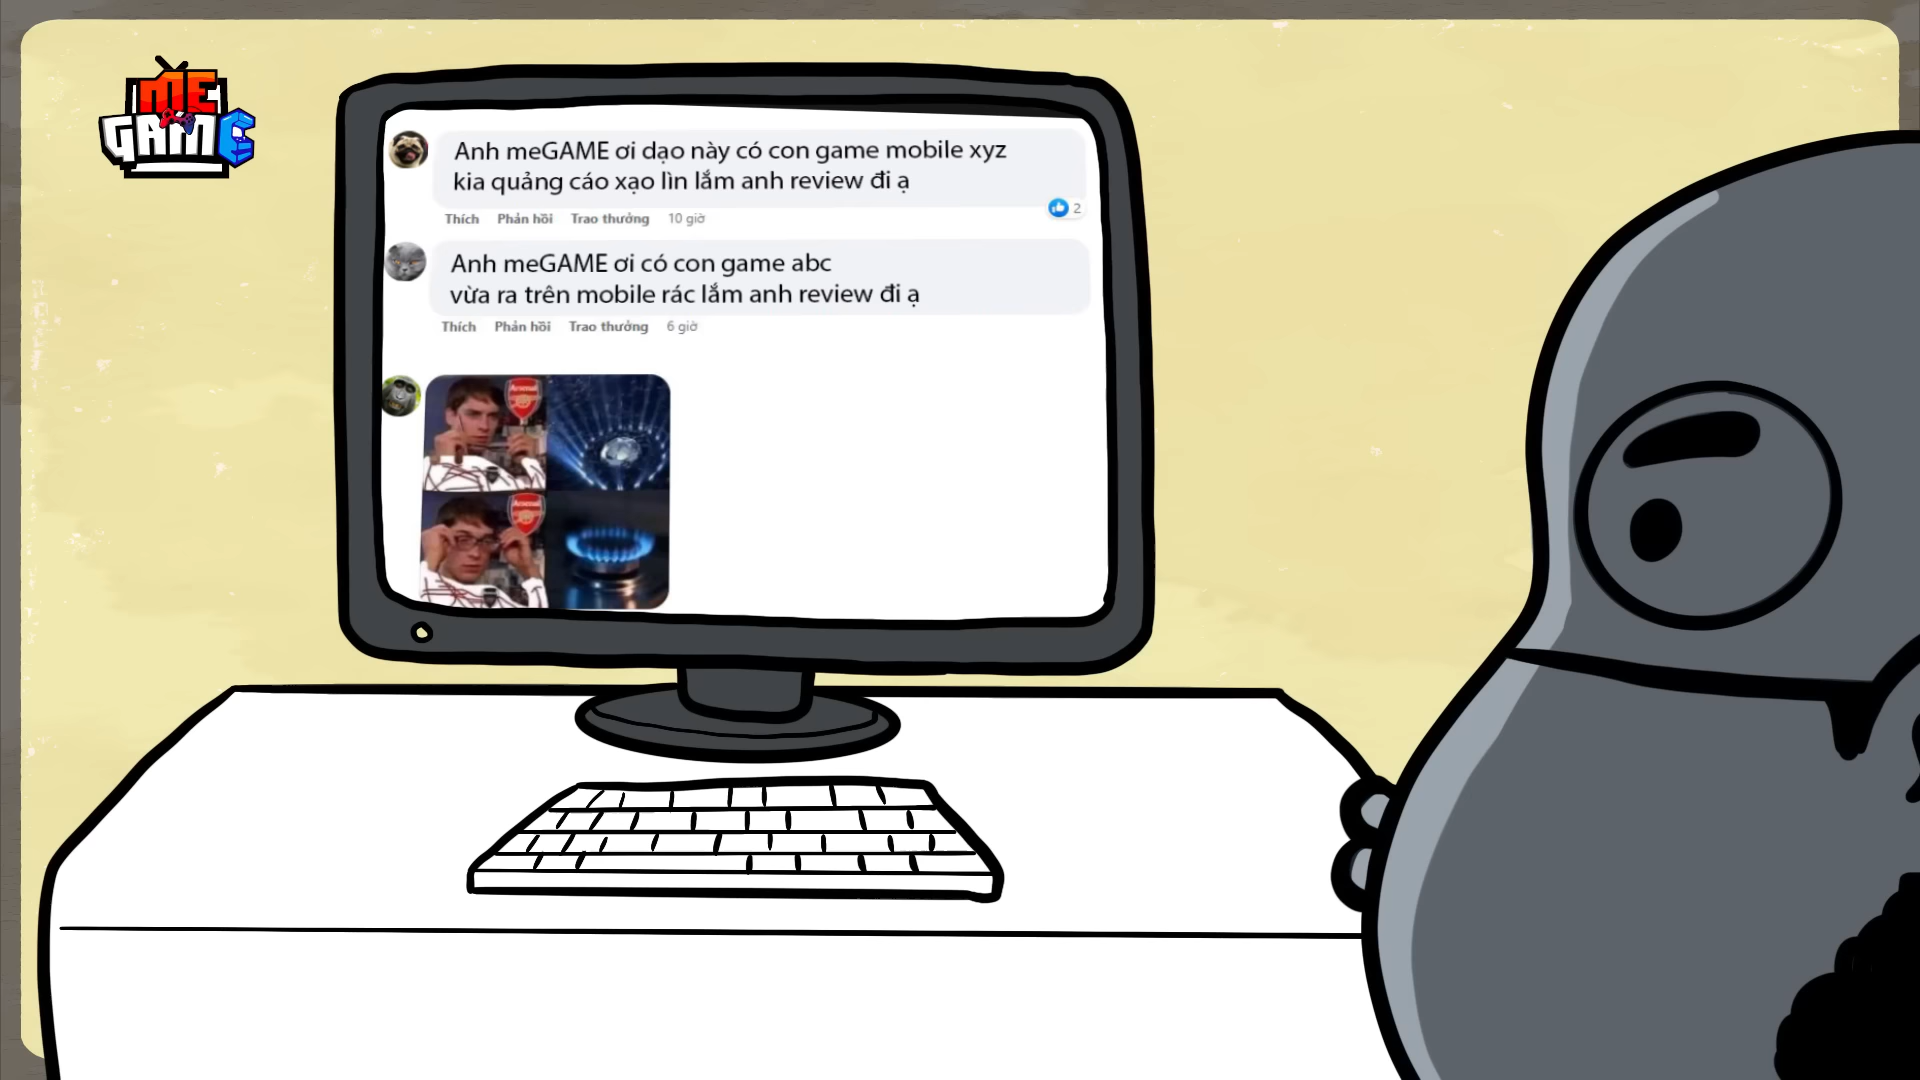 ME
GAME
Anh meGAME ơi dạo này có con game mobile xyz
kia quảng cáo xạo lìn lắm anh review đi ạ
Thích Phản hồi Trao thưởng 10 giờ
2
Anh meGAME ơi có con game abc
vừa ra trên mobile rác lắm anh review đi ạ
Thích Phản hồi Trao thưởng 6 giờ
Arsenal
Arsenal